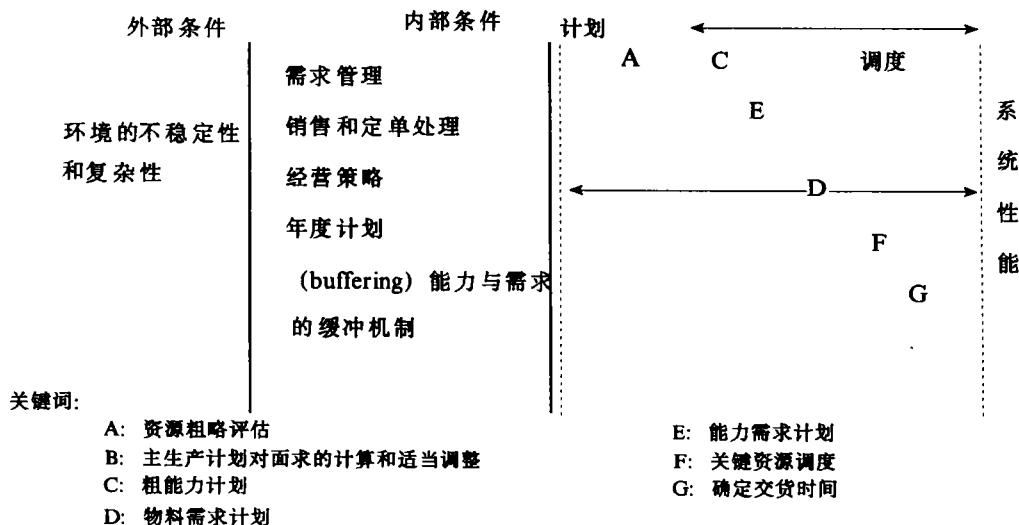 外部条件 内部条件 计划
A C 调度
需求管理
E
环境的不稳定性 销售和定单处理
和复杂性
经营策略
D
年度计划
F
(buffering) 能力与需求
G
的缓冲机制
系
统
性
能
关键词:
A: 资源粗略评估
B: 主生产计划对面求的计算和适当调整
C: 粗能力计划
D: 物料需求计划
E: 能力需求计划
F: 关键资源调度
G: 确定交货时间